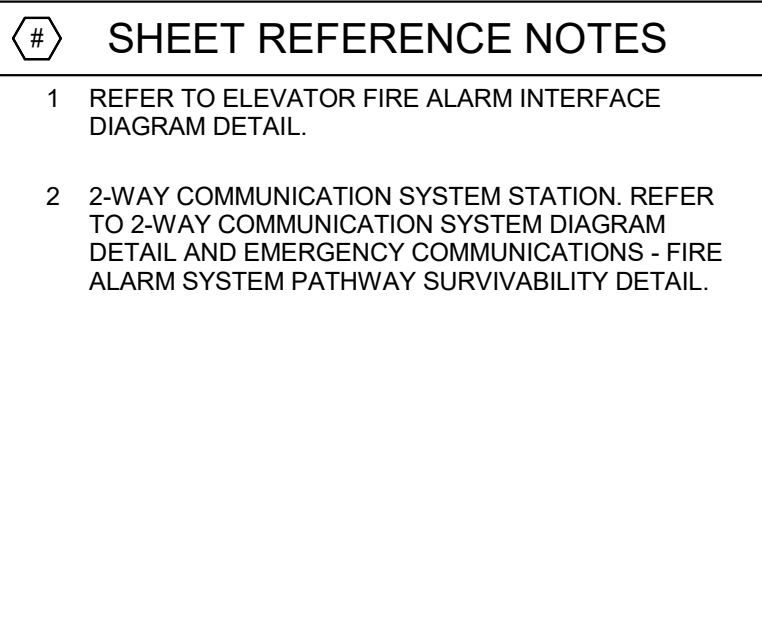 # SHEET REFERENCE NOTES
1 REFER TO ELEVATOR FIRE ALARM INTERFACE
DIAGRAM DETAIL.
2 2-WAY COMMUNICATION SYSTEM STATION. REFER
TO 2-WAY COMMUNICATION SYSTEM DIAGRAM
DETAIL AND EMERGENCY COMMUNICATIONS - FIRE
ALARM SYSTEM PATHWAY SURVIVABILITY DETAIL.